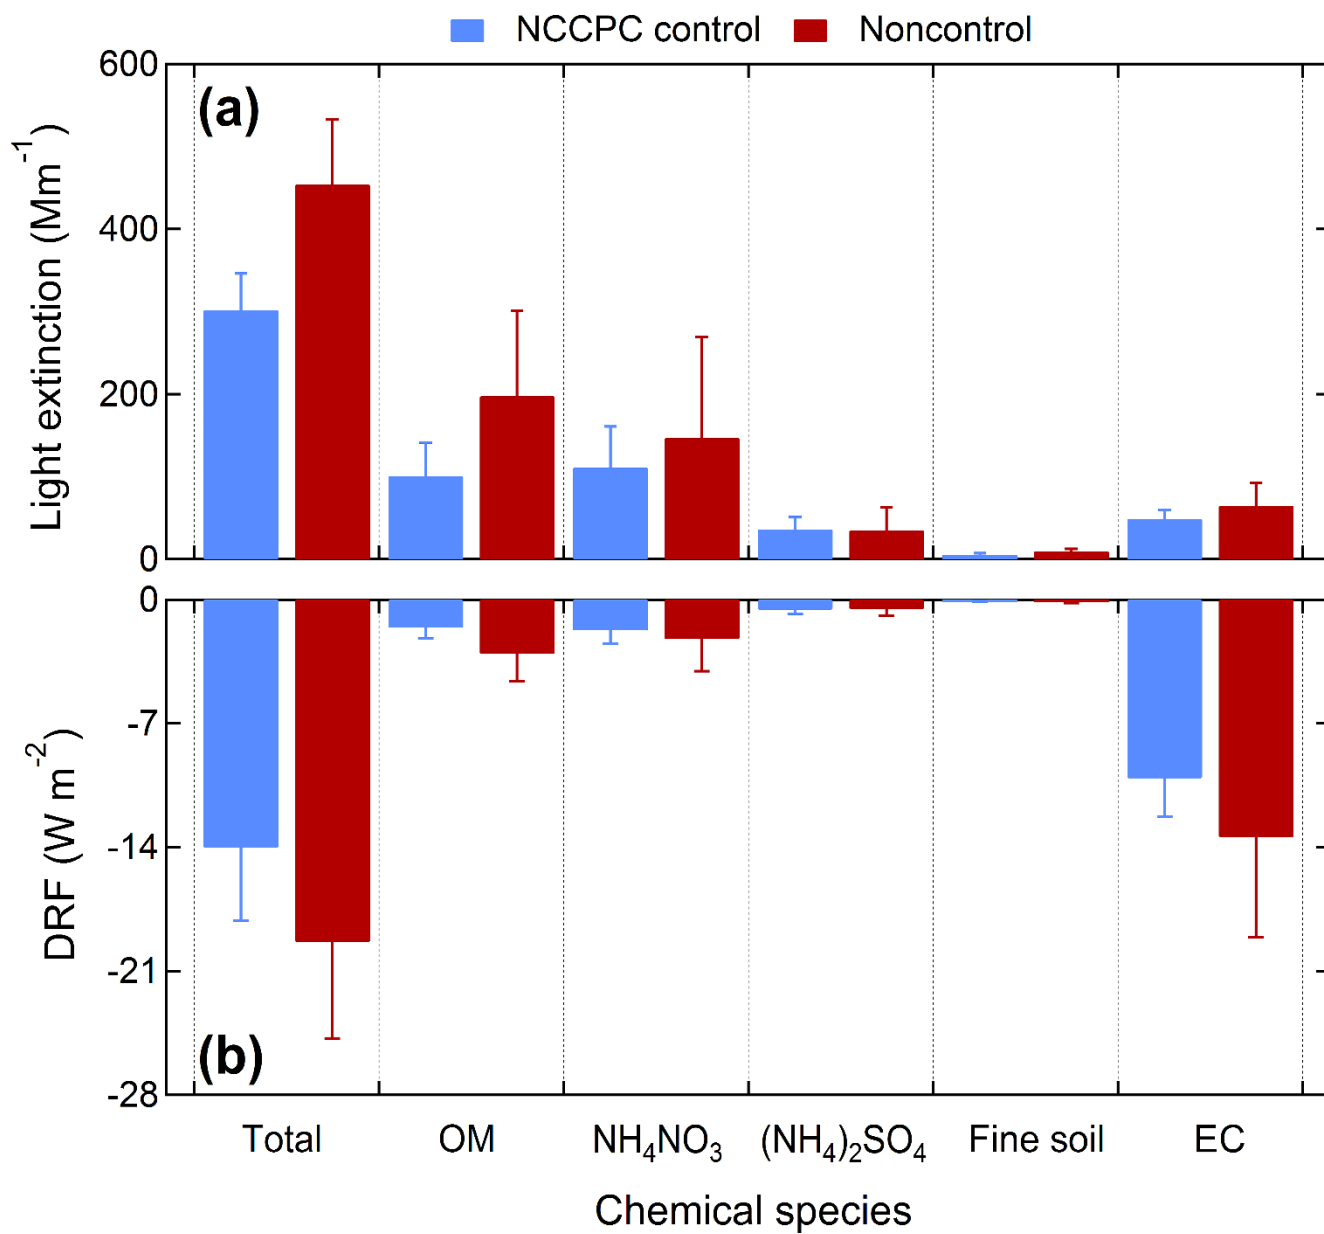 NCCPC control Noncontrol
(a)
Light extinction (Mm⁻¹)
600
400
200
0
(b)
DRF (W m⁻²)
0
-7
-14
-21
-28
Total OM NH₄NO₃ (NH₄)₂SO₄ Fine soil EC
Chemical species